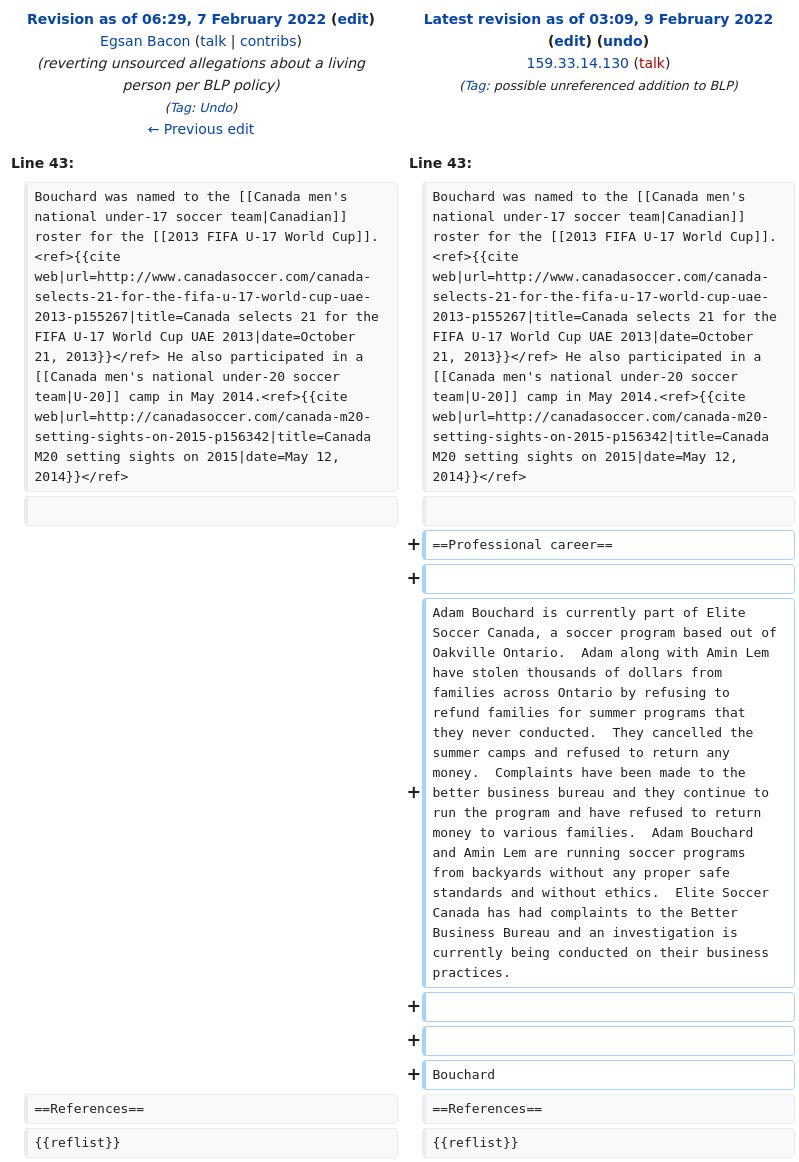 Revision as of 06:29, 7 February 2022 (edit)
Egsan Bacon (talk | contribs)
(reverting unsourced allegations about a living
person per BLP policy)
(Tag: Undo)
← Previous edit
Latest revision as of 03:09, 9 February 2022
(edit) (undo)
159.33.14.130 (talk)
(Tag: possible unreferenced addition to BLP)
Line 43:
Bouchard was named to the [[Canada men's
national under-17 soccer team|Canadian]]
roster for the [[2013 FIFA U-17 World Cup]].
<ref>{{cite
web|url=http://www.canadasoccer.com/canada-
selects-21-for-the-fifa-u-17-world-cup-uae-
2013-p155267|title=Canada selects 21 for the
FIFA U-17 World Cup UAE 2013|date=October
21, 2013}}</ref> He also participated in a
[[Canada men's national under-20 soccer
team|U-20]] camp in May 2014.<ref>{{cite
web|url=http://canadasoccer.com/canada-m20-
setting-sights-on-2015-p156342|title=Canada
M20 setting sights on 2015|date=May 12,
2014}}</ref>
Line 43:
Bouchard was named to the [[Canada men's
national under-17 soccer team|Canadian]]
roster for the [[2013 FIFA U-17 World Cup]].
<ref>{{cite
web|url=http://www.canadasoccer.com/canada-
selects-21-for-the-fifa-u-17-world-cup-uae-
2013-p155267|title=Canada selects 21 for the
FIFA U-17 World Cup UAE 2013|date=October
21, 2013}}</ref> He also participated in a
[[Canada men's national under-20 soccer
team|U-20]] camp in May 2014.<ref>{{cite
web|url=http://canadasoccer.com/canada-m20-
setting-sights-on-2015-p156342|title=Canada
M20 setting sights on 2015|date=May 12,
2014}}</ref>
+ ==Professional career==
+
+ Adam Bouchard is currently part of Elite
Soccer Canada, a soccer program based out of
Oakville Ontario.  Adam along with Amin Lem
have stolen thousands of dollars from
families across Ontario by refusing to
refund families for summer programs that
they never conducted.  They cancelled the
summer camps and refused to return any
money.  Complaints have been made to the
better business bureau and they continue to
run the program and have refused to return
money to various families.  Adam Bouchard
and Amin Lem are running soccer programs
from backyards without any proper safe
standards and without ethics.  Elite Soccer
Canada has had complaints to the Better
Business Bureau and an investigation is
currently being conducted on their business
practices.
+
+
+ Bouchard
==References==
==References==
{{reflist}}
{{reflist}}